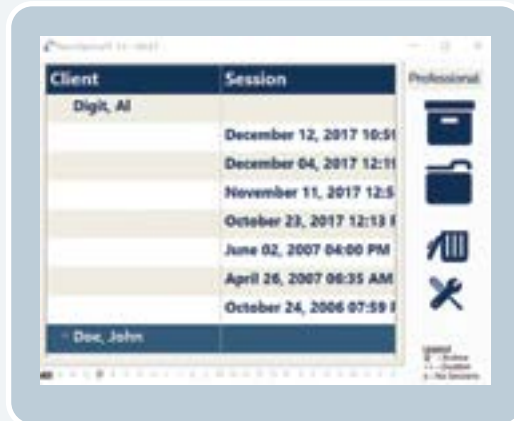 Client Session Professional
Digit, Al
December 12, 2017 10:5
December 04, 2017 12:1
November 11, 2017 12:5
October 23, 2017 12:13
June 02, 2007 04:00 PM
April 26, 2007 06:35 AM
October 24, 2006 07:59
Doe, John
Legend
- No Sessions